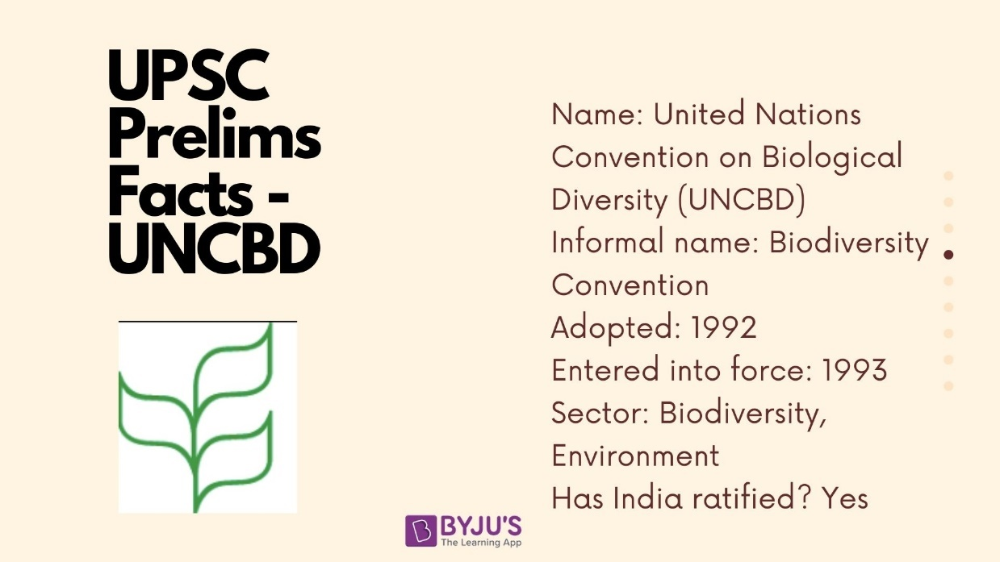 UPSC
Prelims
Facts -
UNCBD
Name: United Nations
Convention on Biological
Diversity (UNCBD)
Informal name: Biodiversity
Convention
Adopted: 1992
Entered into force: 1993
Sector: Biodiversity,
Environment
Has India ratified? Yes
BYJU'S
The Learning App